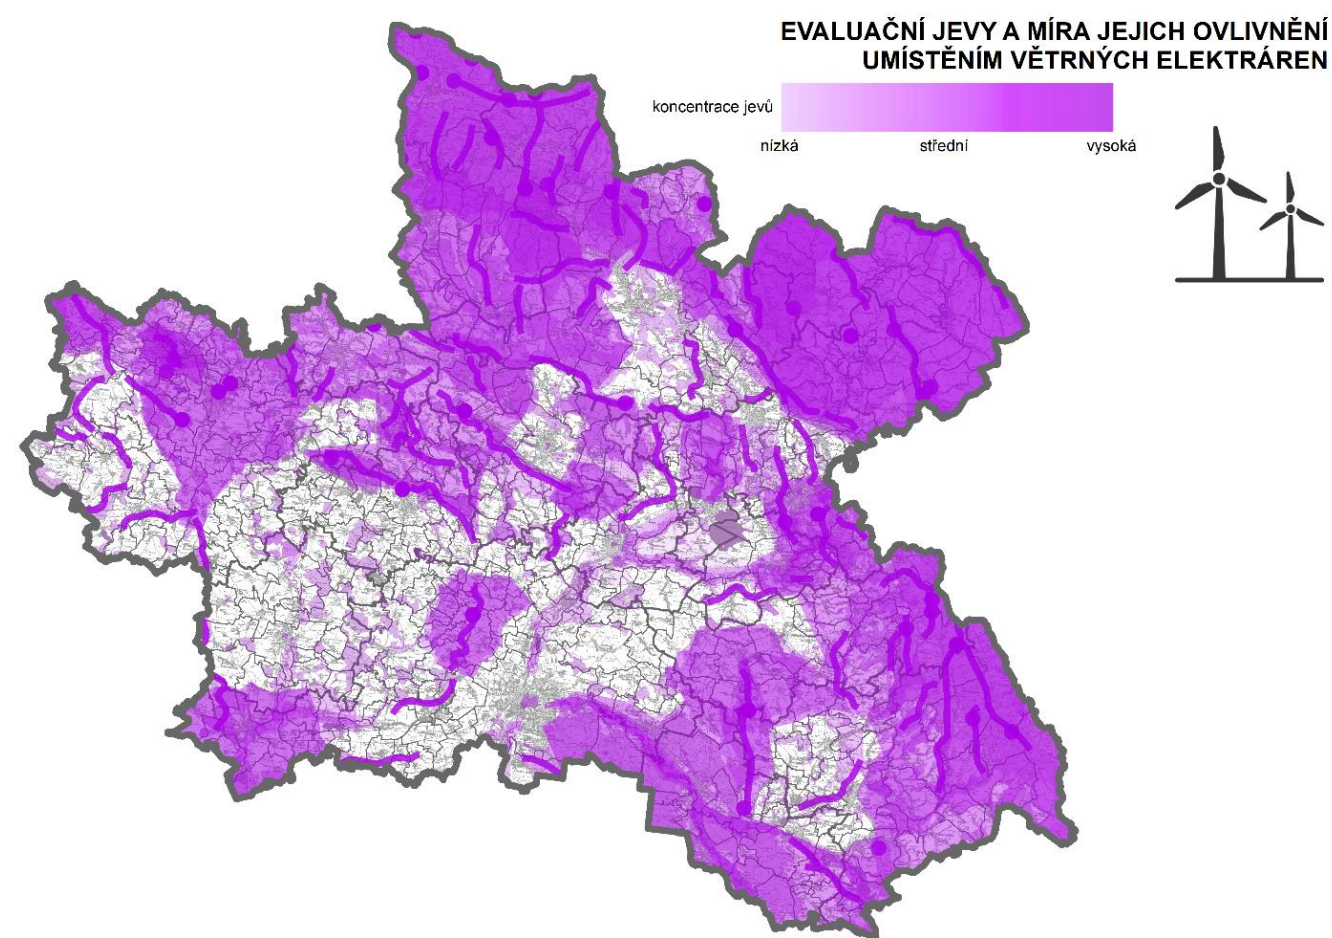 EVALUAČNÍ JEVY A MÍRA JEJICH OVLIVNĚNÍ
UMÍSTĚNÍM VĚTRNÝCH ELEKTRÁREN
koncentrace jevů
nízká střední vysoká